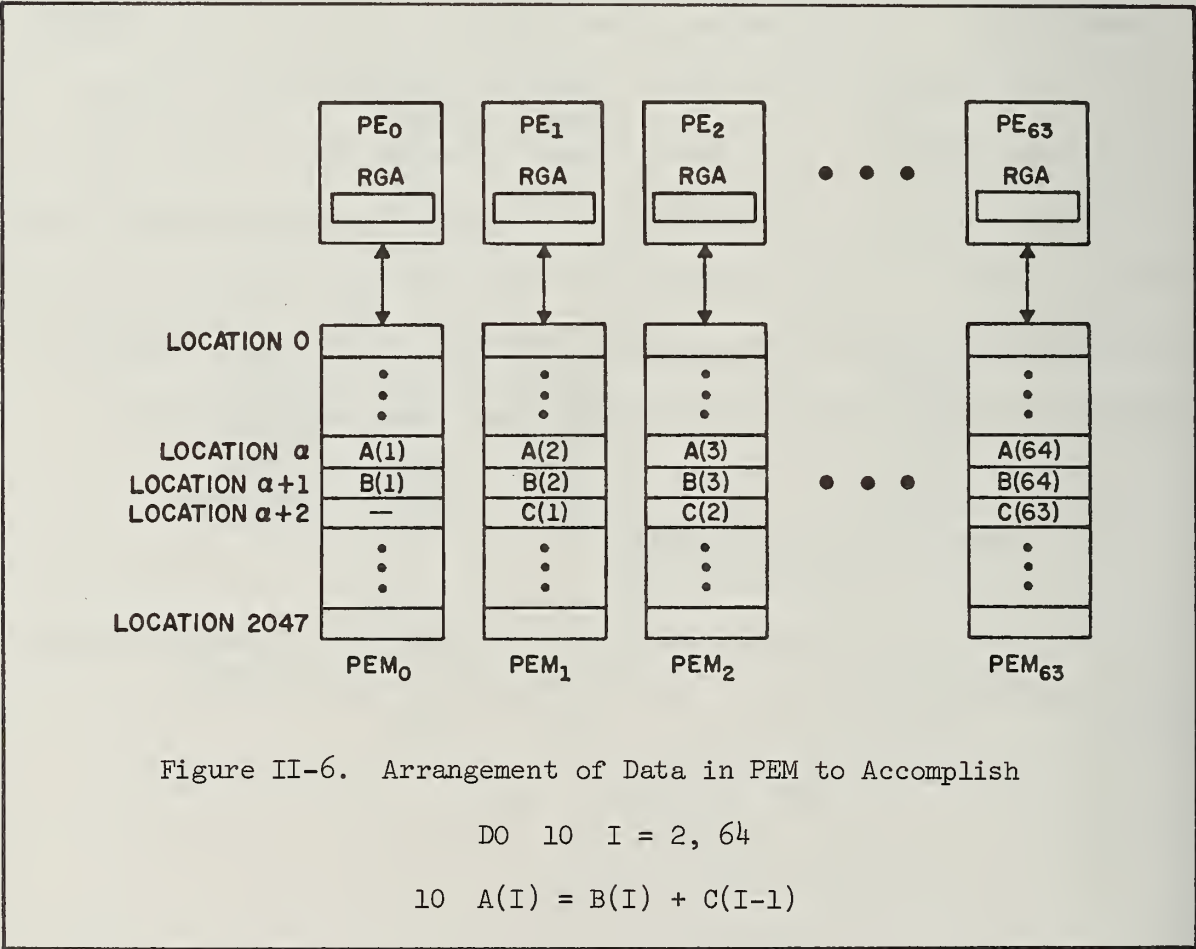 PE0 PE1 PE2 PE63
RGA RGA RGA RGA
LOCATION 0
LOCATION α A(1) A(2) A(3) A(64)
LOCATION α+1 B(1) B(2) B(3) B(64)
LOCATION α+2 — C(1) C(2) C(63)
LOCATION 2047
PEM0 PEM1 PEM2 PEM63
Figure II-6. Arrangement of Data in PEM to Accomplish
DO 10 I = 2, 64
10 A(I) = B(I) + C(I-1)